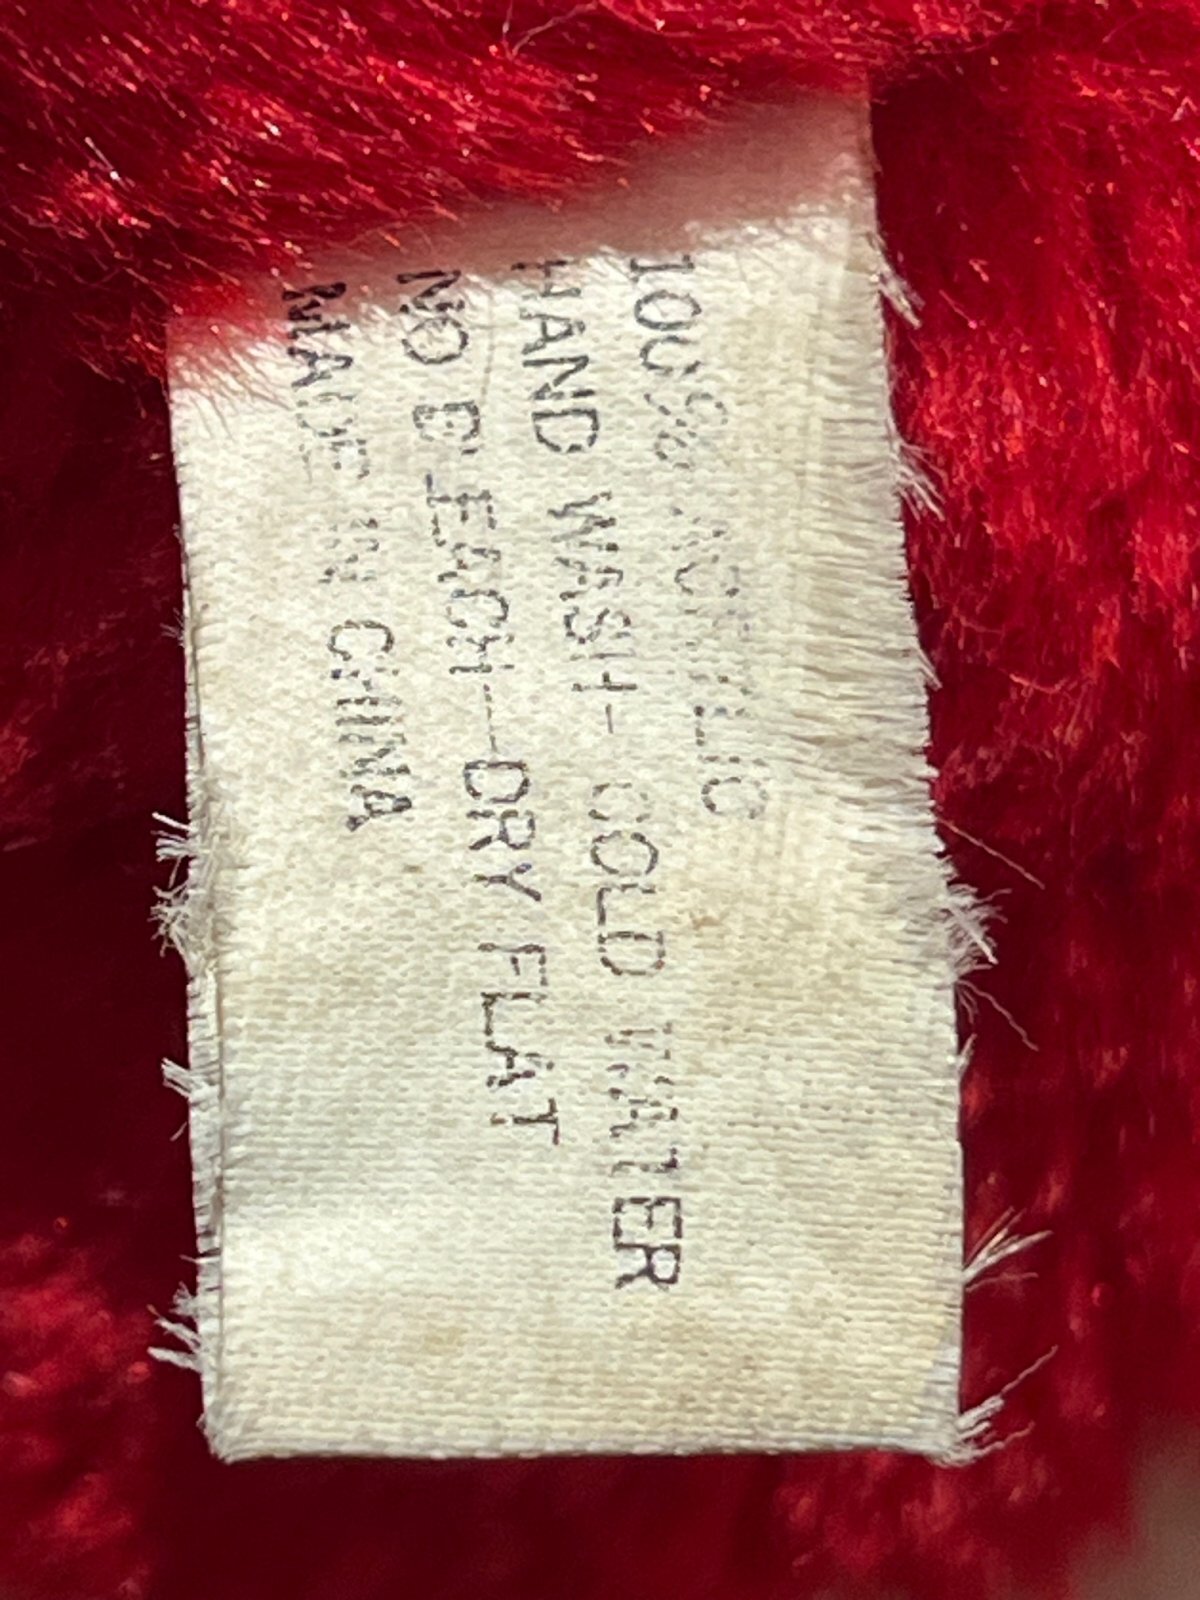 100% ACRYLIC
HAND WASH-COLD WATER
NO BLEACH-DRY FLAT
MADE IN CHINA